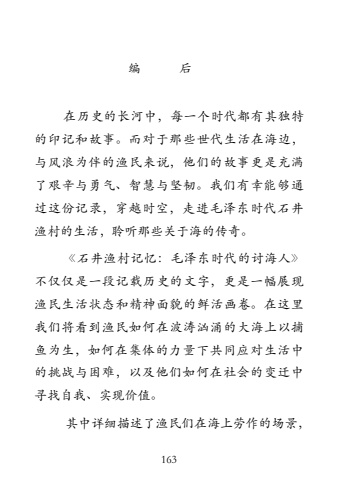 编 后
在历史的长河中，每一个时代都有其独特
的印记和故事。而对于那些世代生活在海边，
与风浪为伴的渔民来说，他们的故事更是充满
了艰辛与勇气、智慧与坚韧。我们有幸能够通
过这份记录，穿越时空，走进毛泽东时代石井
渔村的生活，聆听那些关于海的传奇。
《石井渔村记忆：毛泽东时代的讨海人》
不仅仅是一段记载历史的文字，更是一幅展现
渔民生活状态和精神面貌的鲜活画卷。在这里
我们将看到渔民如何在波涛汹涌的大海上以捕
鱼为生，如何在集体的力量下共同应对生活中
的挑战与困难，以及他们如何在社会的变迁中
寻找自我、实现价值。
其中详细描述了渔民们在海上劳作的场景，
163